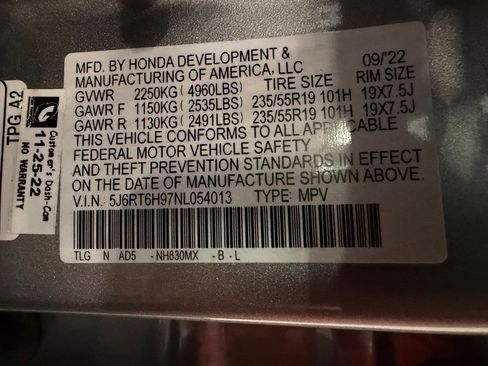 MFD. BY HONDA DEVELOPMENT &
MANUFACTURING OF AMERICA, LLC 09/'22
GVWR 2250KG ( 4960LBS) TIRE SIZE RIM SIZE
GAWR F 1150KG ( 2535LBS) 235/55R19 101H 19X7.5J
GAWR R 1130KG ( 2491LBS) 235/55R19 101H 19X7.5J
THIS VEHICLE CONFORMS TO ALL APPLICABLE
FEDERAL MOTOR VEHICLE SAFETY
AND THEFT PREVENTION STANDARDS IN EFFECT
ON THE DATE OF MANUFACTURE SHOWN ABOVE.
V.I.N.: 5J6RT6H97NL054013 TYPE: MPV
TLG N AD5 - NH830MX - B - L
Customer's Dash-Cam
11-25-22
NO WARRANTY
TPG A2